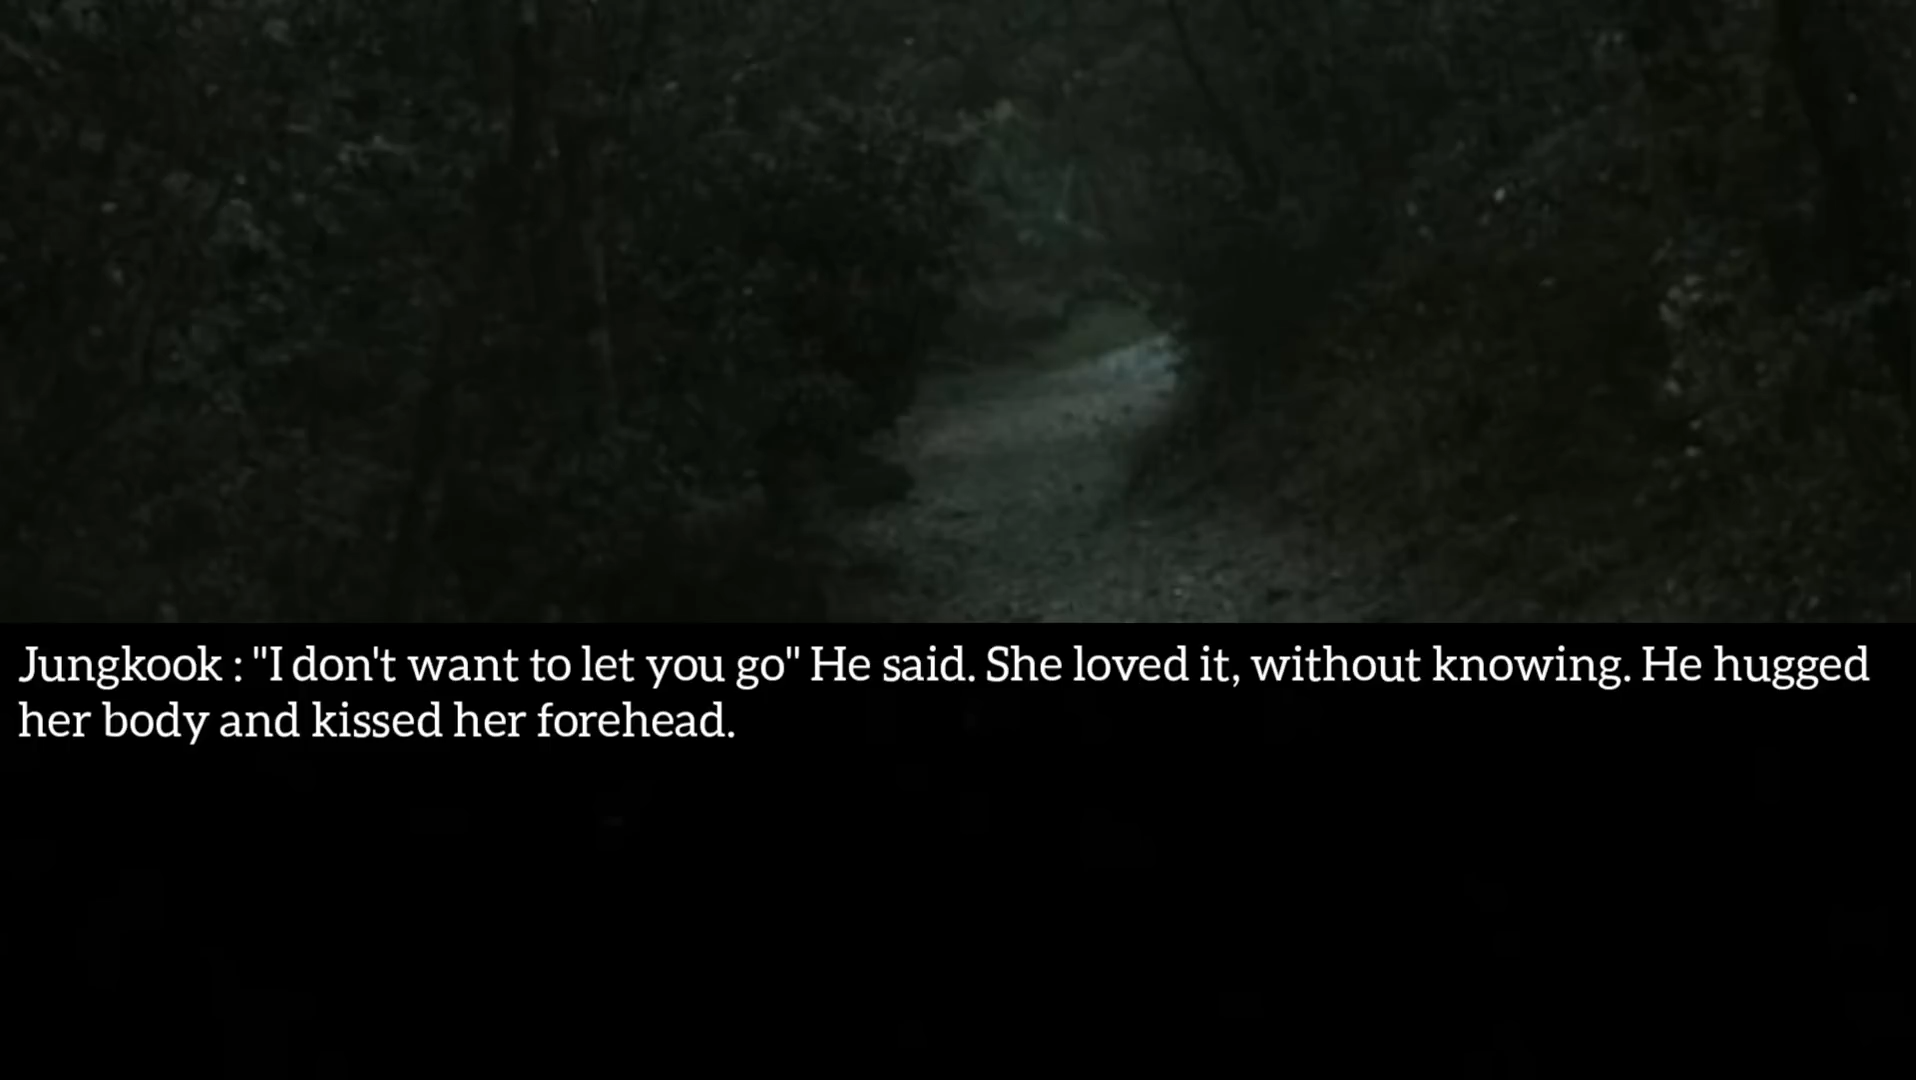 Jungkook : "I don't want to let you go" He said. She loved it, without knowing. He hugged
her body and kissed her forehead.